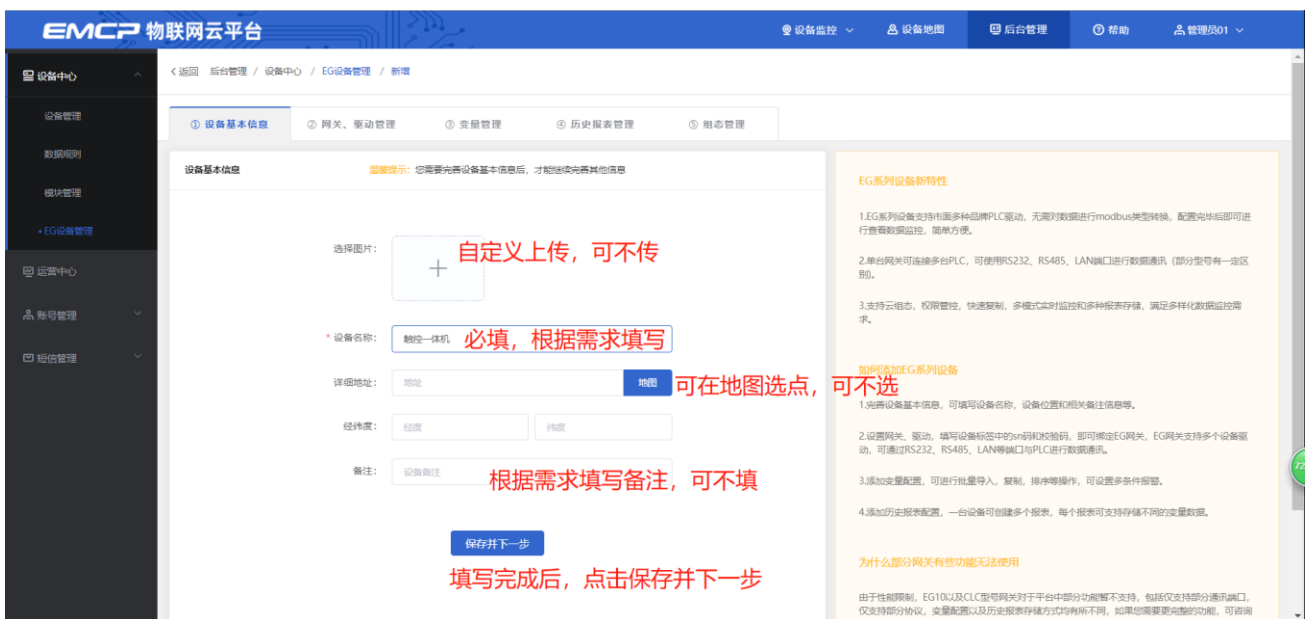 EMCP 物联网云平台
设备监控
设备地图
后台管理
帮助
管理员01
设备中心
设备管理
数据规则
模块管理
• EG设备管理
运营中心
账号管理
短信管理
返回 后台管理 / 设备中心 / EG设备管理 / 新增
① 设备基本信息
② 网关、驱动管理
③ 变量管理
④ 历史报表管理
⑤ 组态管理
设备基本信息
温馨提示：您需要完善设备基本信息后，才能继续完善其他信息
选择图片：
自定义上传，可不传
* 设备名称：
触控一体机
必填，根据需求填写
详细地址：
地址
地图
可在地图选点，可不选
经纬度：
经度
纬度
备注：
设备备注
根据需求填写备注，可不填
保存并下一步
填写完成后，点击保存并下一步
EG系列设备新特性
1.EG系列设备支持市面多种品牌PLC驱动，无需对数据进行modbus类型转换，配置完毕后即可进
行查看数据监控，简单方便。
2.单台网关可连接多台PLC，可使用RS232、RS485、LAN端口进行数据通讯（部分型号有一定区
别)。
3.支持云组态，权限管控，快速复制，多模式实时监控和多种报表存储，满足多样化数据监控需
求。
如何添加EG系列设备
1.完善设备基本信息，可填写设备名称，设备位置和相关备注信息等。
2.设置网关、驱动，填写设备标签中的sn码和校验码，即可绑定EG网关，EG网关支持多个设备驱
动，可通过RS232、RS485、LAN等端口与PLC进行数据通讯。
3.添加变量配置，可进行批量导入，复制，排序等操作，可设置多条件报警。
4.添加历史报表配置，一台设备可创建多个报表，每个报表可支持存储不同的变量数据。
为什么部分网关有些功能无法使用
由于性能限制，EG10以及CLC型号网关对于平台中部分功能暂不支持，包括仅支持部分通讯端口，
仅支持部分协议，变量配置以及历史报表存储方式均有所不同，如果您需要更完整的功能，可咨询
72